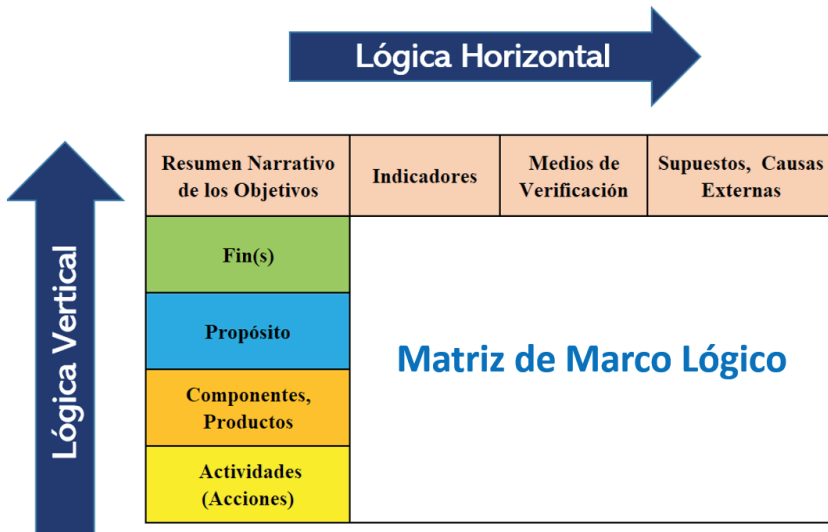 Lógica Horizontal
Lógica Vertical
Resumen Narrativo
de los Objetivos
Indicadores
Medios de
Verificación
Supuestos, Causas
Externas
Fin(s)
Propósito
Matriz de Marco Lógico
Componentes,
Productos
Actividades
(Acciones)